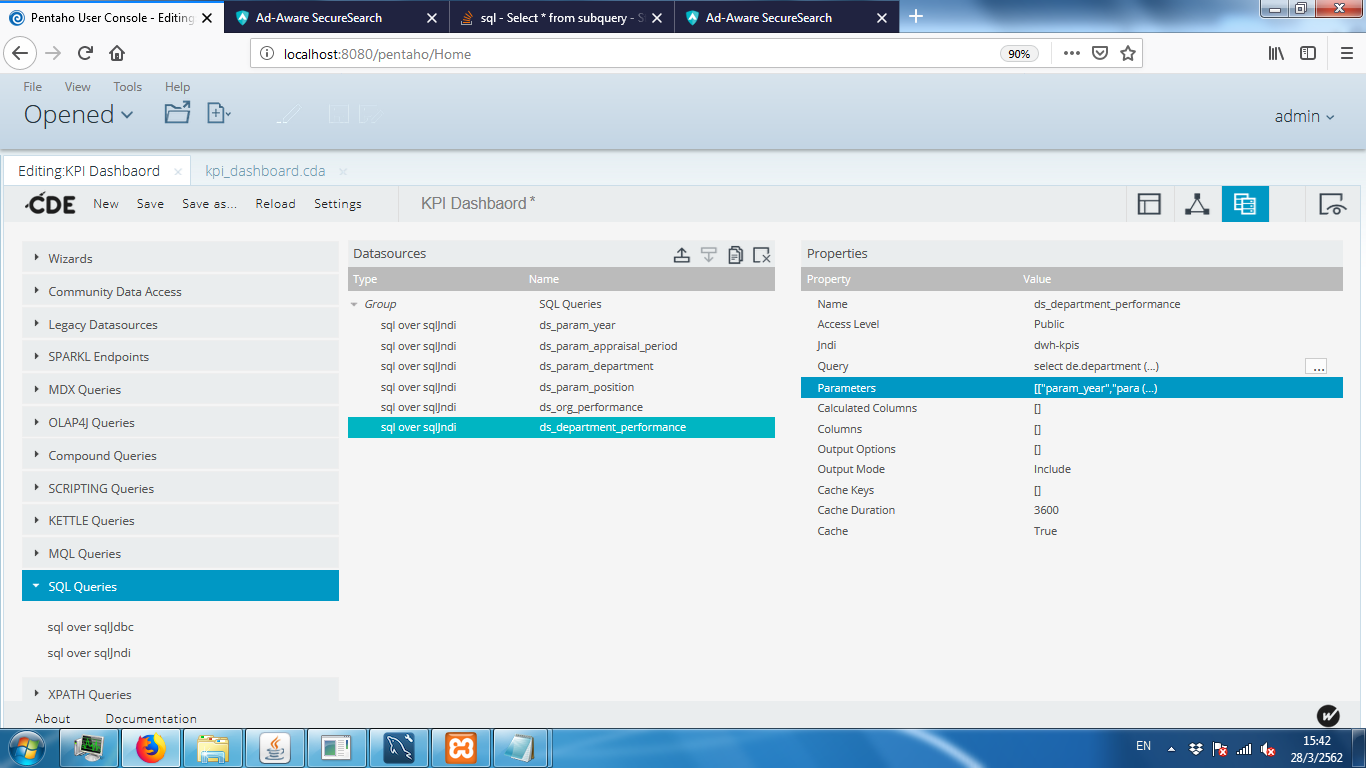 Pentaho User Console - Editing
Ad-Aware SecureSearch
sql - Select * from subquery - S
Ad-Aware SecureSearch
localhost:8080/pentaho/Home
90%
File View Tools Help
Opened
admin
Editing:KPI Dashbaord
kpi_dashboard.cda
CDE New Save Save as... Reload Settings
KPI Dashbaord *
Wizards
Community Data Access
Legacy Datasources
SPARKL Endpoints
MDX Queries
OLAP4J Queries
Compound Queries
SCRIPTING Queries
KETTLE Queries
MQL Queries
SQL Queries
sql over sqlJdbc
sql over sqlJndi
XPATH Queries
Datasources
Type Name
Group SQL Queries
sql over sqlJndi ds_param_year
sql over sqlJndi ds_param_appraisal_period
sql over sqlJndi ds_param_department
sql over sqlJndi ds_param_position
sql over sqlJndi ds_org_performance
sql over sqlJndi ds_department_performance
Properties
Property Value
Name ds_department_performance
Access Level Public
Jndi dwh-kpis
Query select de.department (...) ...
Parameters [["param_year","para (...)
Calculated Columns []
Columns []
Output Options []
Output Mode Include
Cache Keys []
Cache Duration 3600
Cache True
About Documentation
EN
15:42
28/3/2562